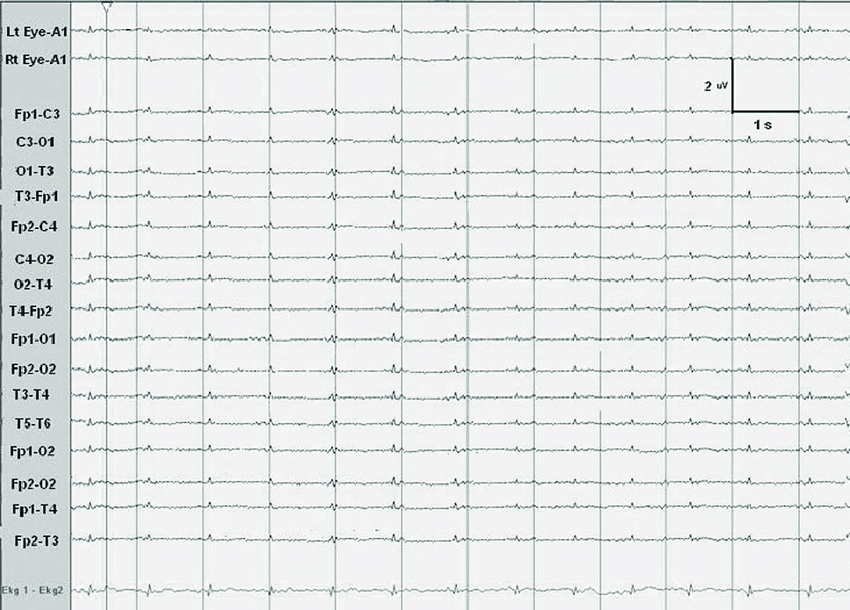 Lt Eye-A1
Rt Eye-A1
2 uV
1 s
Fp1-C3
C3-O1
O1-T3
T3-Fp1
Fp2-C4
C4-O2
O2-T4
T4-Fp2
Fp1-O1
Fp2-O2
T3-T4
T5-T6
Fp1-O2
Fp2-O2
Fp1-T4
Fp2-T3
Ekg 1 - Ekg2